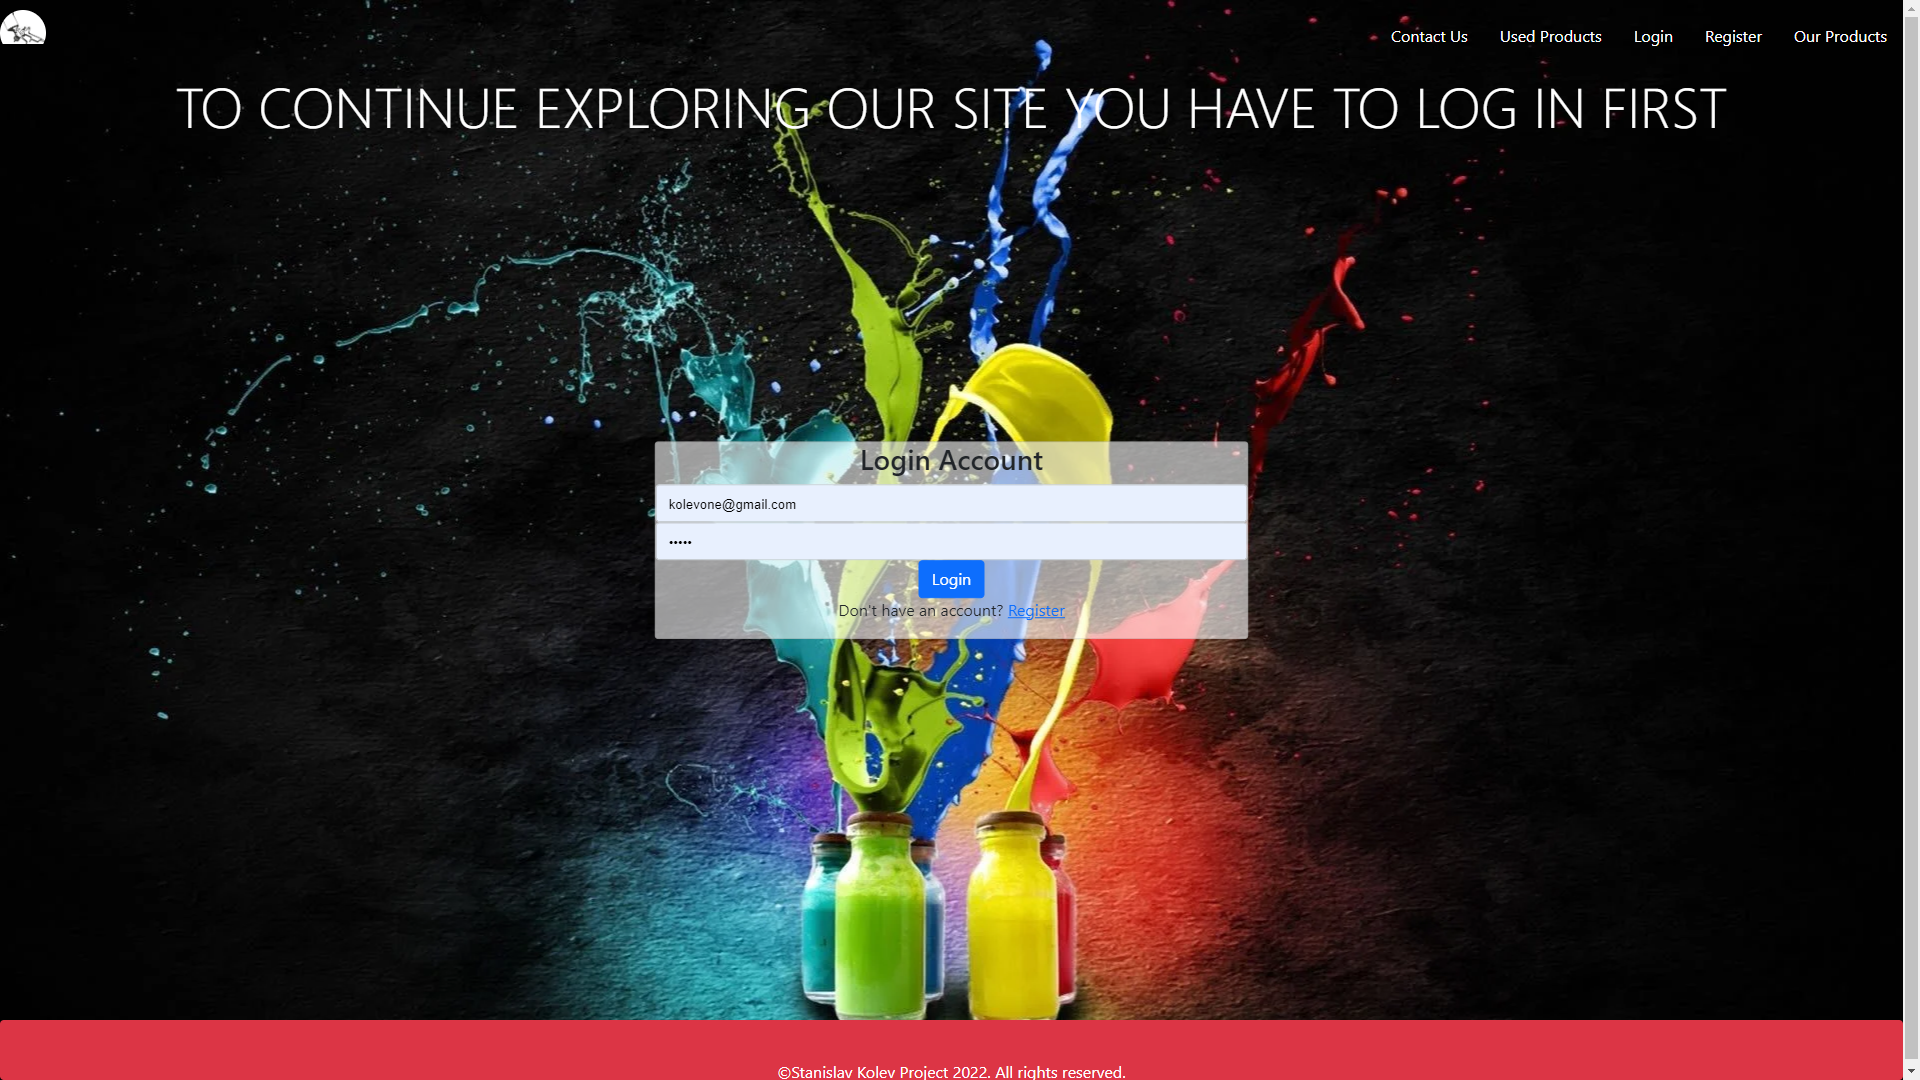 Contact Us Used Products Login Register Our Products
TO CONTINUE EXPLORING OUR SITE YOU HAVE TO LOG IN FIRST
Login Account
kolevone@gmail.com
•••••
Login
Don't have an account? Register
©Stanislav Kolev Project 2022. All rights reserved.